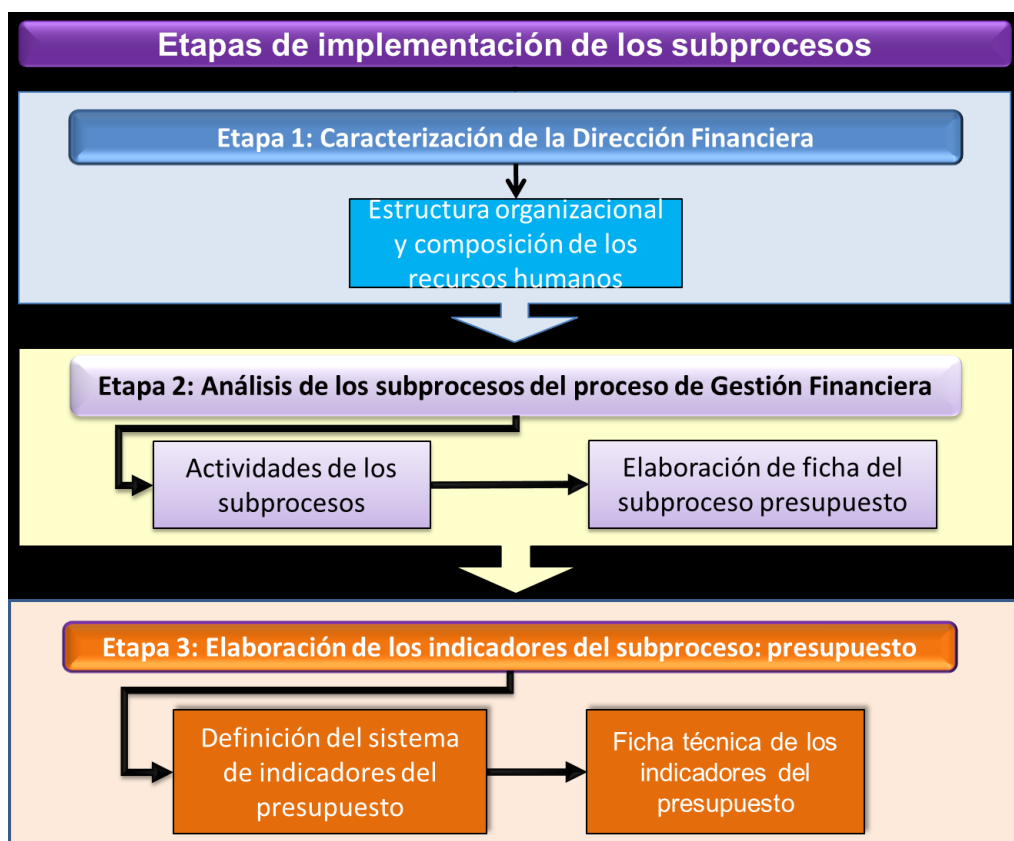 Etapas de implementación de los subprocesos
Etapa 1: Caracterización de la Dirección Financiera
Estructura organizacional
y composición de los
recursos humanos
Etapa 2: Análisis de los subprocesos del proceso de Gestión Financiera
Actividades de los
subprocesos
Elaboración de ficha del
subproceso presupuesto
Etapa 3: Elaboración de los indicadores del subproceso: presupuesto
Definición del sistema
de indicadores del
presupuesto
Ficha técnica de los
indicadores del
presupuesto